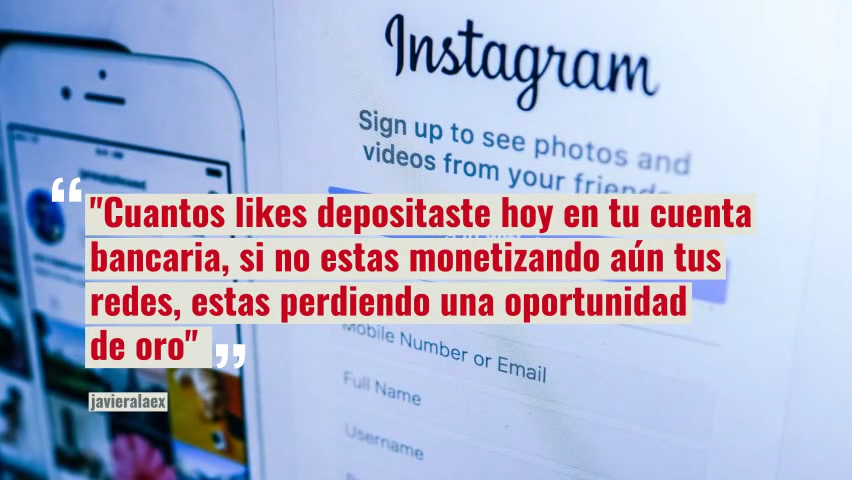 Instagram
Sign up to see photos and
videos from your friends
“
"Cuantos likes depositaste hoy en tu cuenta
bancaria, si no estas monetizando aún tus
redes, estas perdiendo una oportunidad
de oro"
”
Mobile Number or Email
javieralaex
Full Name
Username